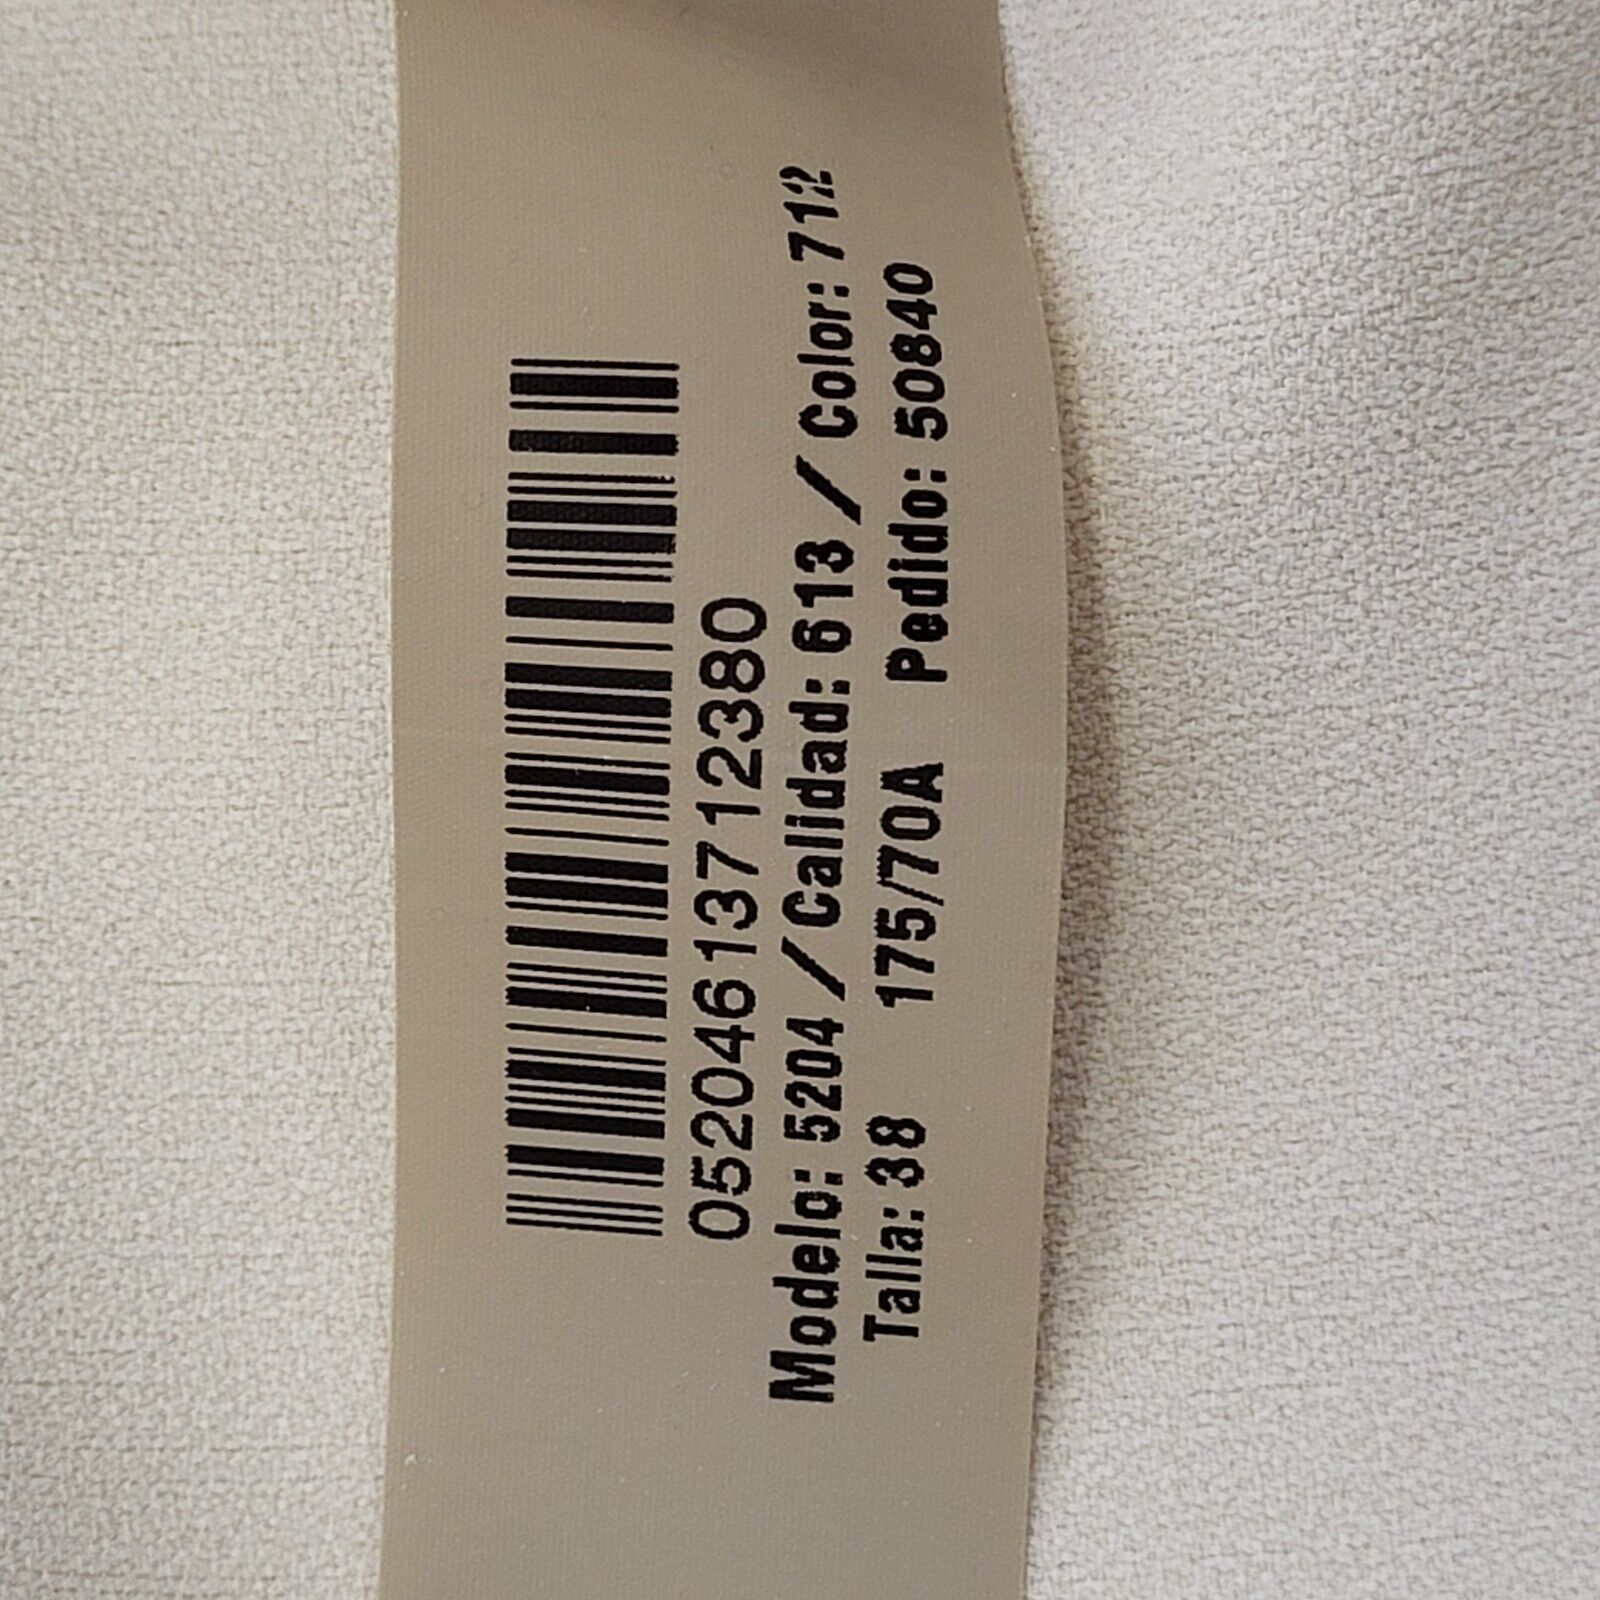 05204613712380
Modelo: 5204 / Calidad: 613 / Color: 712
Talla: 38 175/70A Pedido: 50840